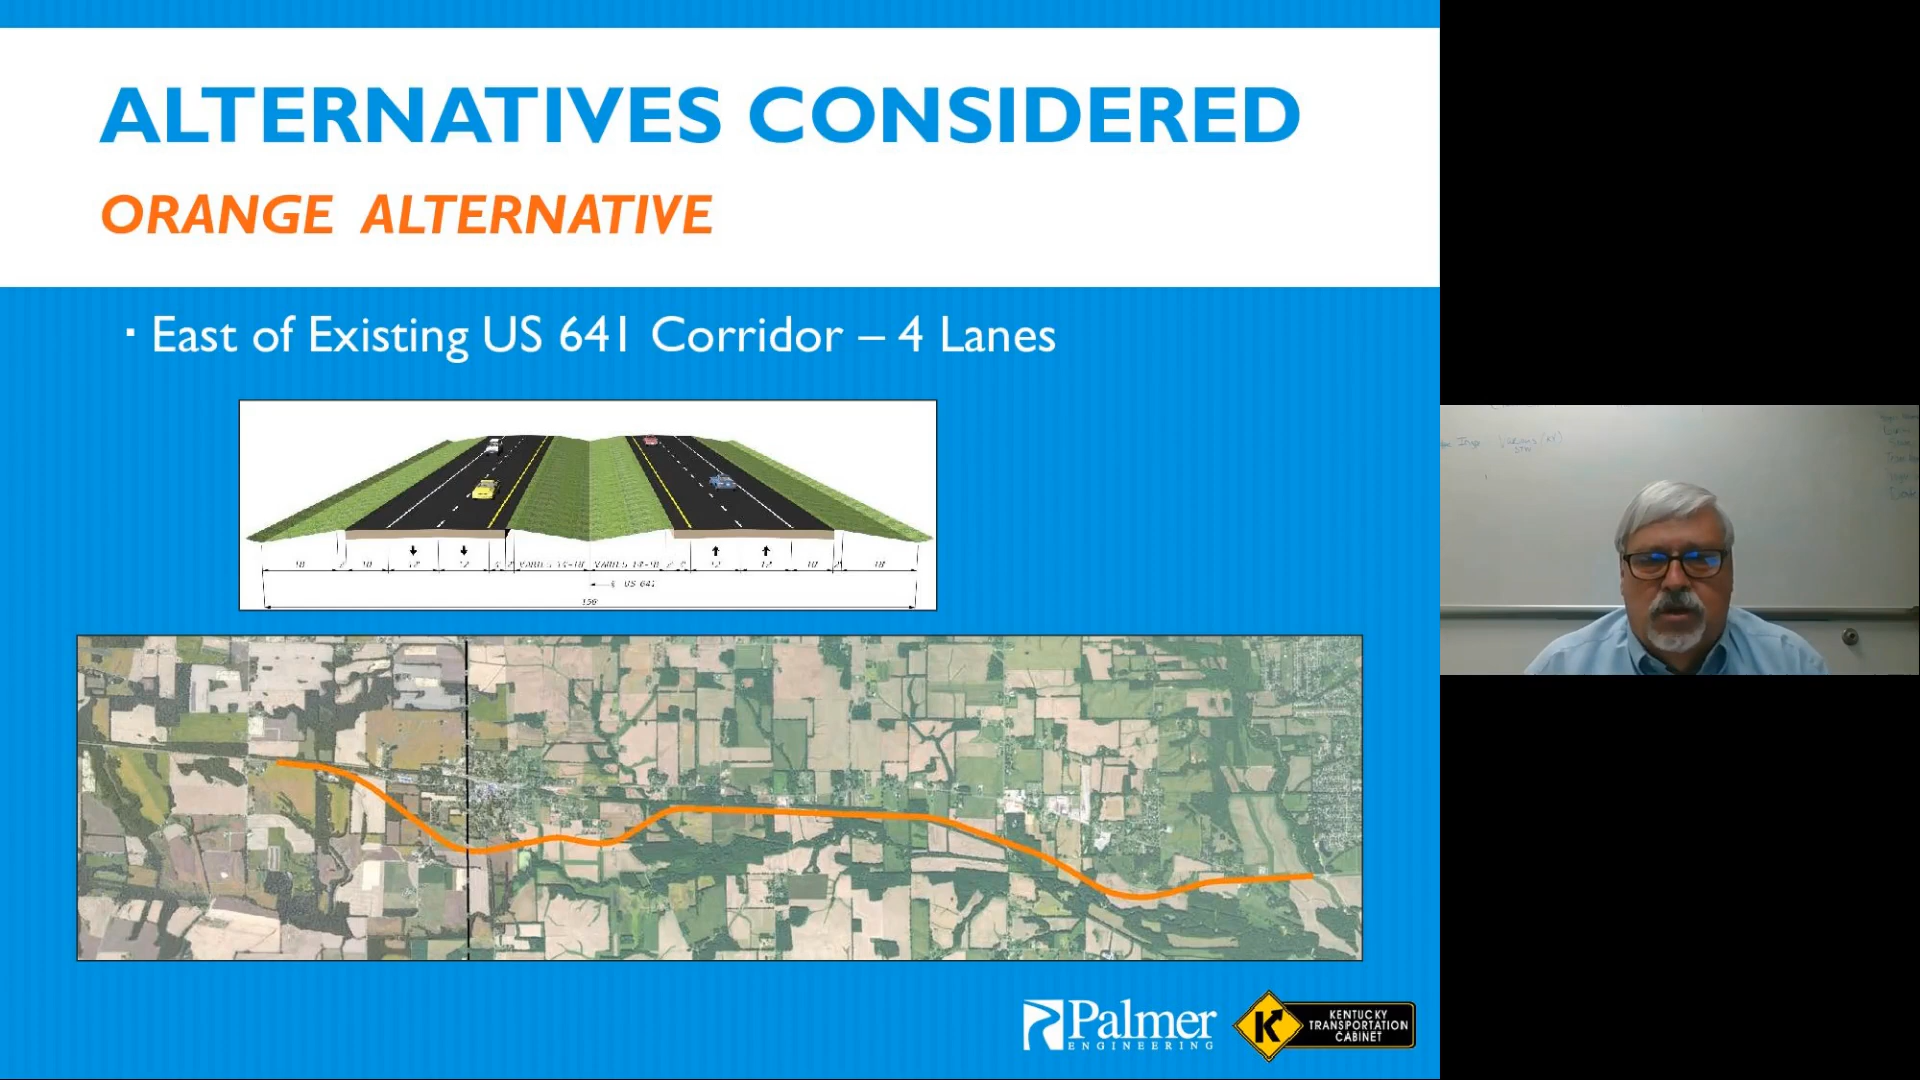 ALTERNATIVES CONSIDERED
ORANGE ALTERNATIVE
▪ East of Existing US 641 Corridor – 4 Lanes
US 641
156'
Palmer
ENGINEERING
KENTUCKY
TRANSPORTATION
CABINET